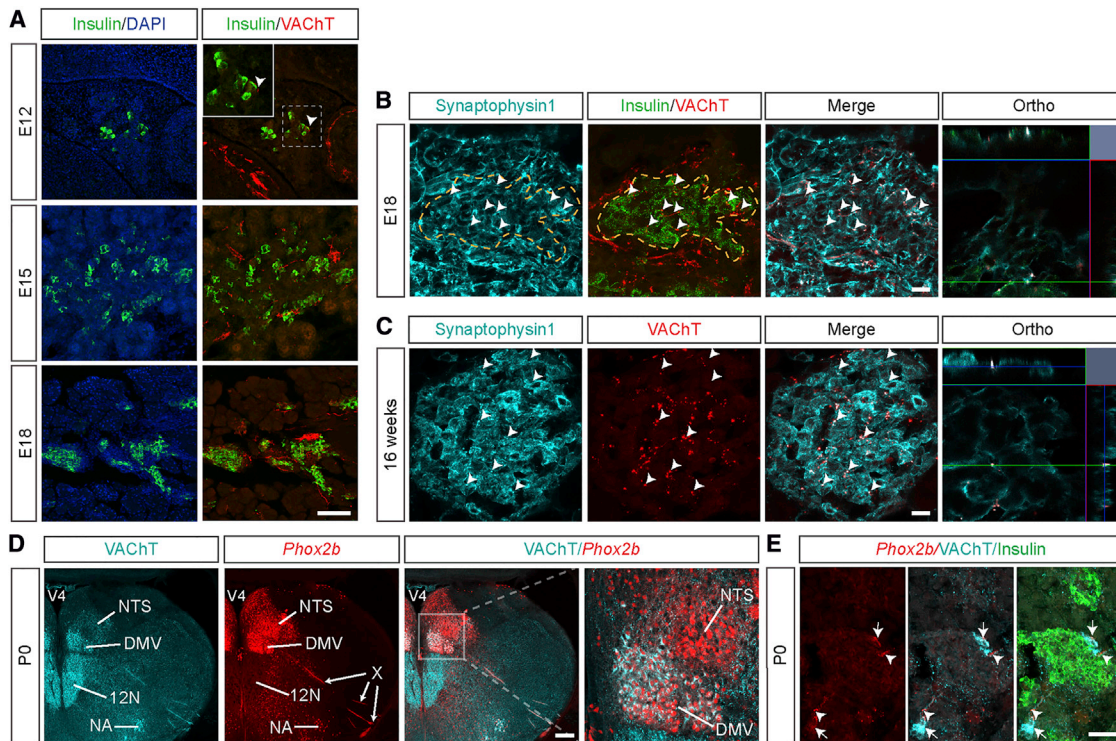 A
Insulin/DAPI
Insulin/VAChT
E12
E15
E18
B
Synaptophysin1
Insulin/VAChT
Merge
Ortho
E18
C
Synaptophysin1
VAChT
Merge
Ortho
16 weeks
D
VAChT
Phox2b
VAChT/Phox2b
P0
V4
NTS
DMV
12N
NA
V4
NTS
DMV
12N
X
NA
V4
NTS
DMV
E
Phox2b/VAChT/Insulin
P0